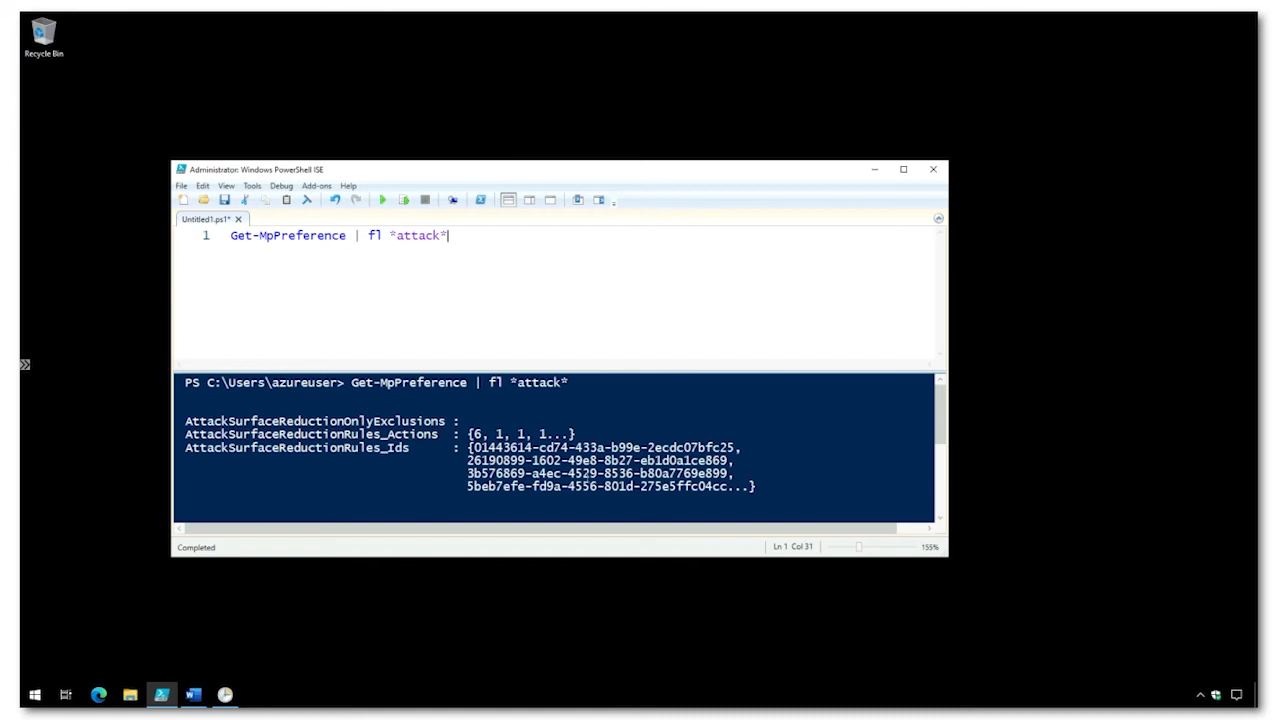 Recycle Bin
Administrator: Windows PowerShell ISE
File Edit View Tools Debug Add-ons Help
Untitled1.ps1*
1 Get-MpPreference | fl *attack*
PS C:\Users\azureuser> Get-MpPreference | fl *attack*
AttackSurfaceReductionOnlyExclusions :
AttackSurfaceReductionRules_Actions : {6, 1, 1, 1...}
AttackSurfaceReductionRules_Ids : {01443614-cd74-433a-b99e-2ecdc07bfc25,
26190899-1602-49e8-8b27-eb1d0a1ce869,
3b576869-a4ec-4529-8536-b80a7769e899,
5beb7efe-fd9a-4556-801d-275e5ffc04cc...}
Completed
Ln 1 Col 31
155%